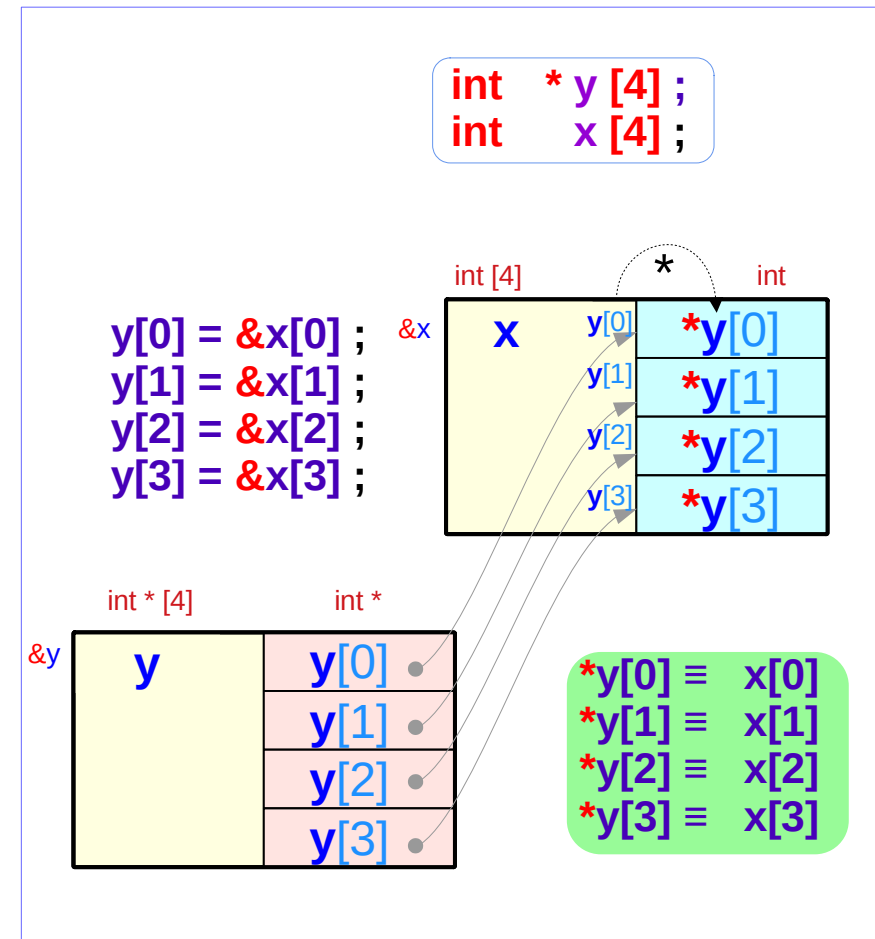 int * y [4] ;
int x [4] ;
*
int [4] int
y[0] = &x[0] ;
y[1] = &x[1] ;
y[2] = &x[2] ;
y[3] = &x[3] ;
&x x y[0] *y[0]
y[1] *y[1]
y[2] *y[2]
y[3] *y[3]
int * [4] int *
&y y y[0]
y[1]
y[2]
y[3]
*y[0] ≡ x[0]
*y[1] ≡ x[1]
*y[2] ≡ x[2]
*y[3] ≡ x[3]